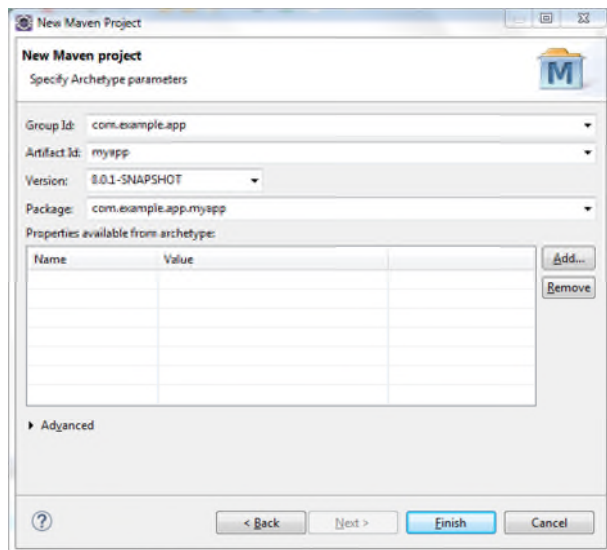 New Maven Project
New Maven project
Specify Archetype parameters
M
Group Id: com.example.app
Artifact Id: myapp
Version: 8.0.1-SNAPSHOT
Package: com.example.app.myapp
Properties available from archetype:
Name Value
Add...
Remove
Advanced
? < Back Next > Finish Cancel